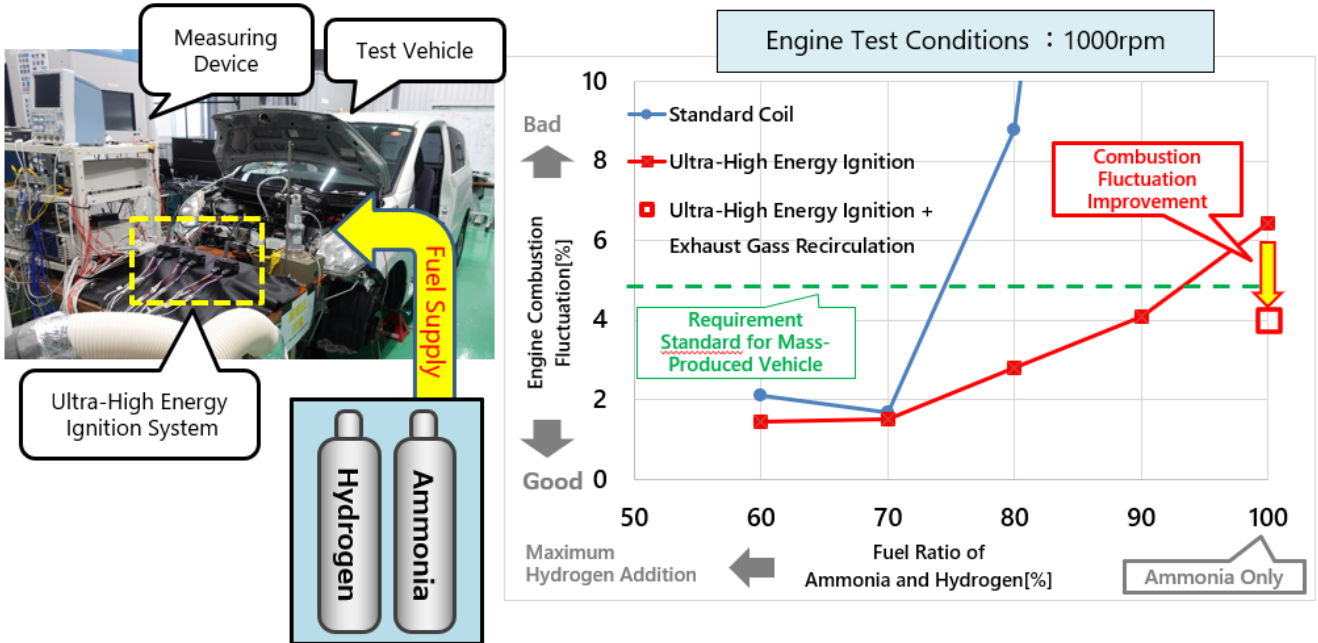 Measuring
Device
Test Vehicle
Fuel Supply
Ultra-High Energy
Ignition System
Hydrogen
Ammonia
Engine Test Conditions ：1000rpm
Bad
Engine Combustion
Fluctuation[%]
Good
10
8
6
4
2
0
Standard Coil
Ultra-High Energy Ignition
Ultra-High Energy Ignition +
Exhaust Gas Recirculation
Combustion
Fluctuation
Improvement
Requirement
Standard for Mass-
Produced Vehicle
50 60 70 80 90 100
Maximum
Hydrogen Addition
Fuel Ratio of
Ammonia and Hydrogen[%]
Ammonia Only